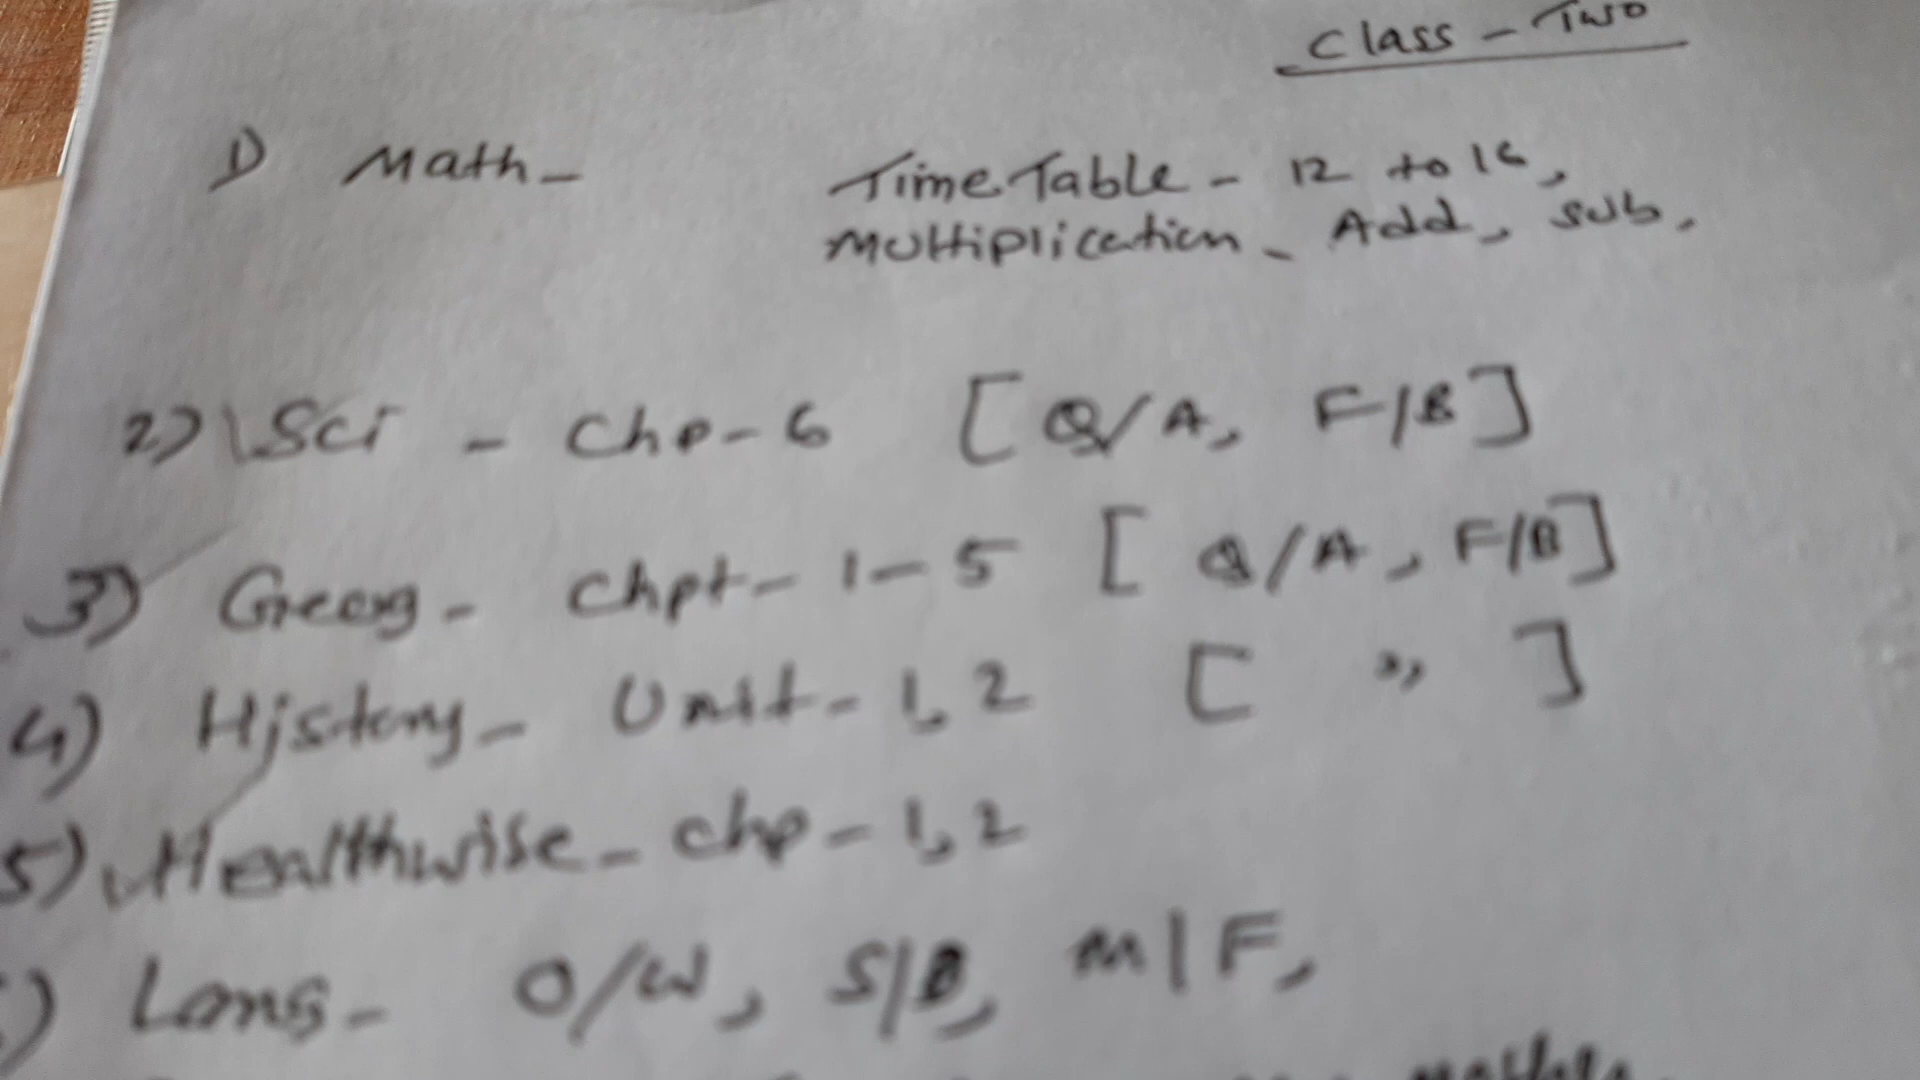 Class - Two
1) Math - Time Table - 12 to 16,
Multiplication - Add, Sub,
2) Sci - Chp-6 [Q/A, F/B]
3) Geog - chpt-1-5 [Q/A, F/B]
4) History - Unit-1, 2 [ " ]
5) Healthwise - chp-1, 2
) Lang - O/W, S/B, M/F,